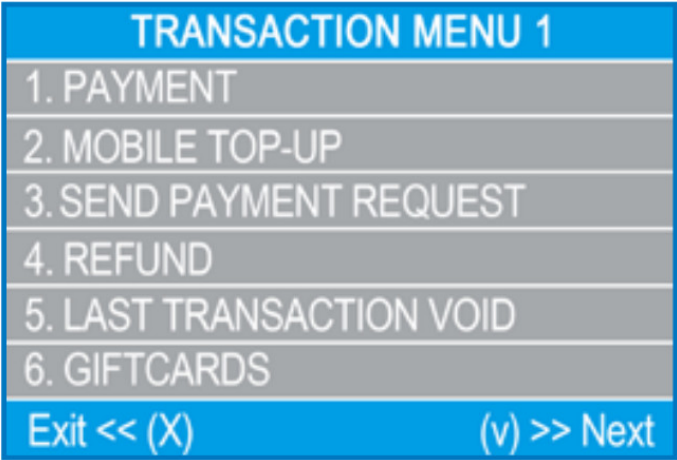 TRANSACTION MENU 1
1. PAYMENT
2. MOBILE TOP-UP
3. SEND PAYMENT REQUEST
4. REFUND
5. LAST TRANSACTION VOID
6. GIFTCARDS
Exit << (X) (v) >> Next